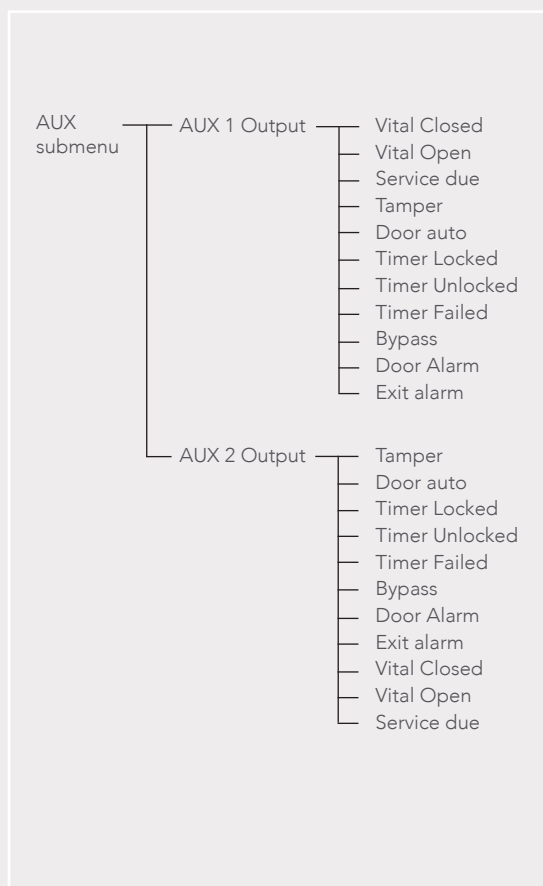 AUX
submenu
AUX 1 Output
Vital Closed
Vital Open
Service due
Tamper
Door auto
Timer Locked
Timer Unlocked
Timer Failed
Bypass
Door Alarm
Exit alarm
AUX 2 Output
Tamper
Door auto
Timer Locked
Timer Unlocked
Timer Failed
Bypass
Door Alarm
Exit alarm
Vital Closed
Vital Open
Service due